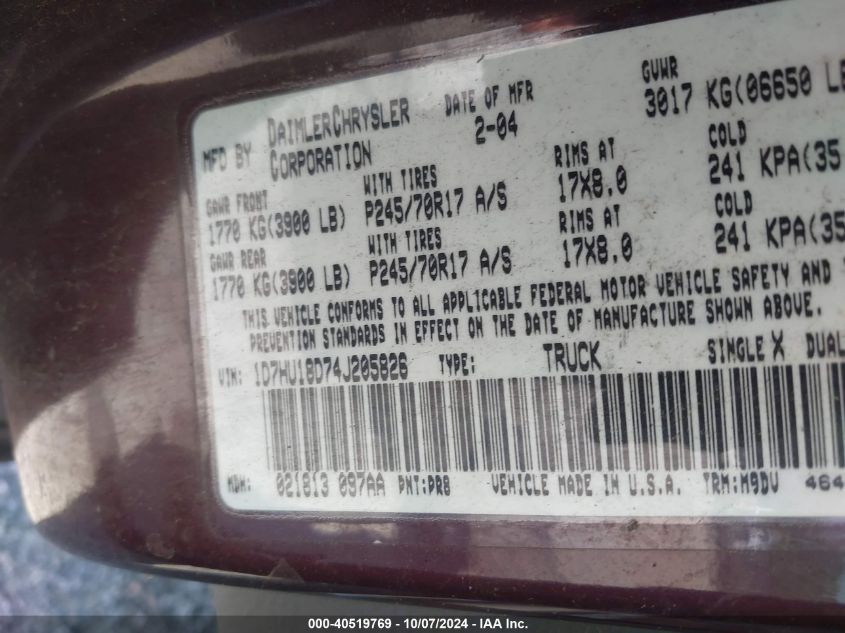 MFD BY DAIMLERCHRYSLER CORPORATION
DATE OF MFR 2-04
GVWR 3017 KG(06650 LB
GAWR FRONT WITH TIRES RIMS AT COLD
1770 KG(3900 LB) P245/70R17 A/S 17X8.0 241 KPA(35
GAWR REAR WITH TIRES RIMS AT COLD
1770 KG(3900 LB) P245/70R17 A/S 17X8.0 241 KPA(35
THIS VEHICLE CONFORMS TO ALL APPLICABLE FEDERAL MOTOR VEHICLE SAFETY AND
PREVENTION STANDARDS IN EFFECT ON THE DATE OF MANUFACTURE SHOWN ABOVE.
VIN: 1D7HU18D74J205826 TYPE: TRUCK SINGLE X DUAL
MDH: 021813 097AA PNT:PR8 VEHICLE MADE IN U.S.A. TRM:M9DV 464
000-40519769 - 10/07/2024 - IAAI Inc.